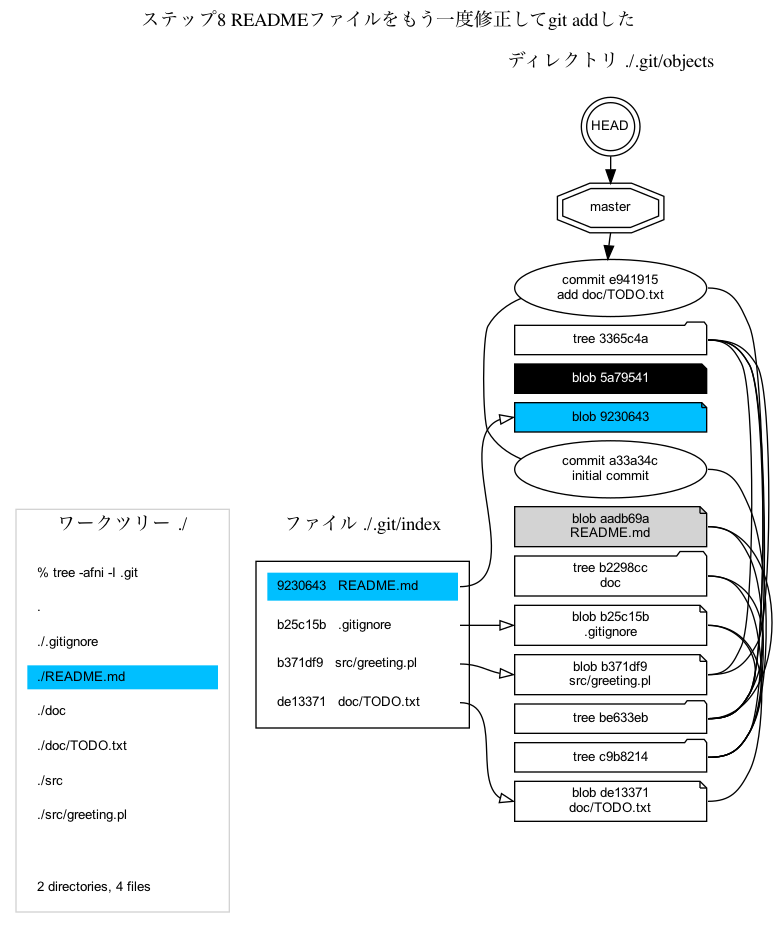 ステップ8 READMEファイルをもう一度修正してgit addした
ディレクトリ ./.git/objects
HEAD
master
commit e941915
add doc/TODO.txt
tree 3365c4a
blob 5a79541
blob 9230643
commit a33a34c
initial commit
blob aadb69a
README.md
tree b2298cc
doc
blob b25c15b
.gitignore
blob b371df9
src/greeting.pl
tree be633eb
tree c9b8214
blob de13371
doc/TODO.txt
ワークツリー ./
% tree -afni -I .git
.
./.gitignore
./README.md
./doc
./doc/TODO.txt
./src
./src/greeting.pl
2 directories, 4 files
ファイル ./.git/index
9230643 README.md
b25c15b .gitignore
b371df9 src/greeting.pl
de13371 doc/TODO.txt